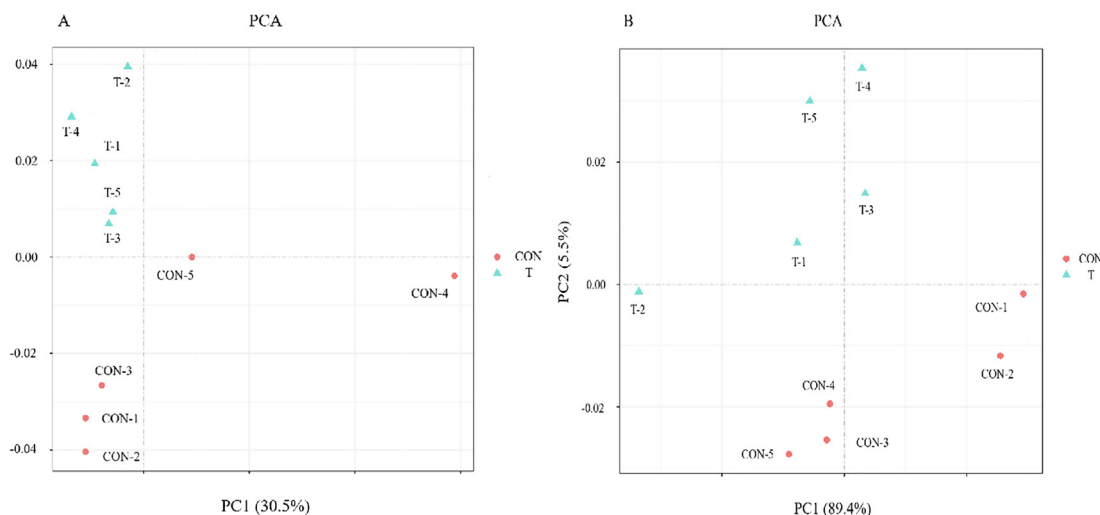 A
PCA
0.04
T-2
T-4
T-1
0.02
T-5
T-3
0.00
CON-5
CON-4
CON
T
-0.02
CON-3
CON-1
CON-2
-0.04
PC1 (30.5%)
B
PCA
T-4
T-5
0.02
T-3
T-1
PC2 (5.5%)
0.00
T-2
CON-1
CON
T
CON-2
CON-4
-0.02
CON-3
CON-5
PC1 (89.4%)